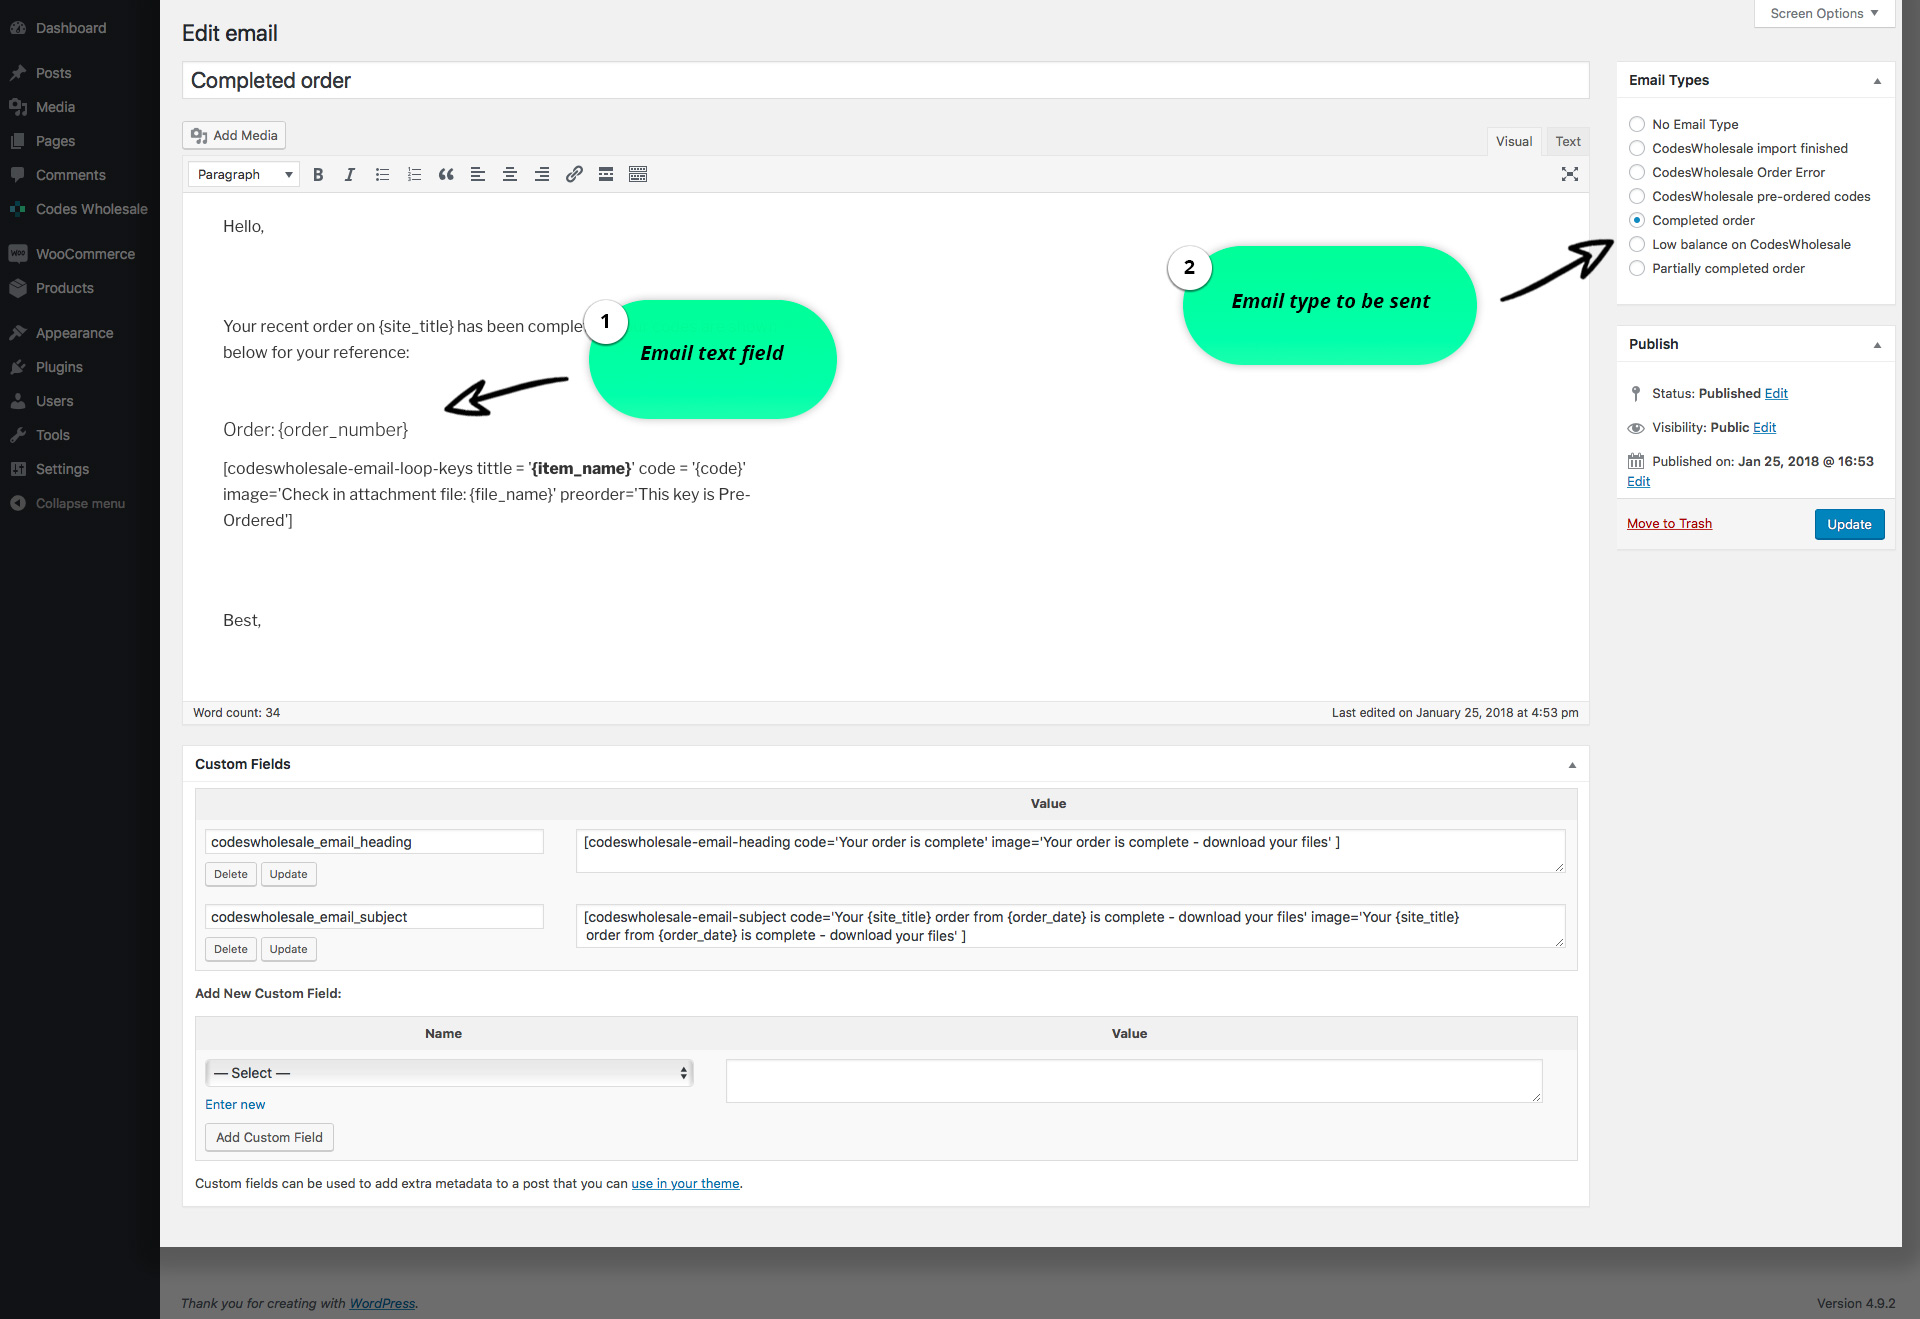 Dashboard
Posts
Media
Pages
Comments
Codes Wholesale
WooCommerce
Products
Appearance
Plugins
Users
Tools
Settings
Collapse menu
Screen Options
Edit email
Completed order
Add Media
Visual
Text
Paragraph
B I
Hello,
Your recent order on {site_title} has been comple
below for your reference:
1
Email text field
2
Email type to be sent
Order: {order_number}
[codeswholesale-email-loop-keys tittle = '{item_name}' code = '{code}'
image='Check in attachment file: {file_name}' preorder='This key is Pre-
Ordered']
Best,
Word count: 34
Last edited on January 25, 2018 at 4:53 pm
Email Types
No Email Type
CodesWholesale import finished
CodesWholesale Order Error
CodesWholesale pre-ordered codes
Completed order
Low balance on CodesWholesale
Partially completed order
Publish
Status: Published Edit
Visibility: Public Edit
Published on: Jan 25, 2018 @ 16:53
Edit
Move to Trash
Update
Custom Fields
Value
codeswholesale_email_heading
[codeswholesale-email-heading code='Your order is complete' image='Your order is complete - download your files' ]
Delete
Update
codeswholesale_email_subject
[codeswholesale-email-subject code='Your {site_title} order from {order_date} is complete - download your files' image='Your {site_title}
order from {order_date} is complete - download your files' ]
Delete
Update
Add New Custom Field:
Name
Value
— Select —
Enter new
Add Custom Field
Custom fields can be used to add extra metadata to a post that you can use in your theme.
Thank you for creating with WordPress.
Version 4.9.2